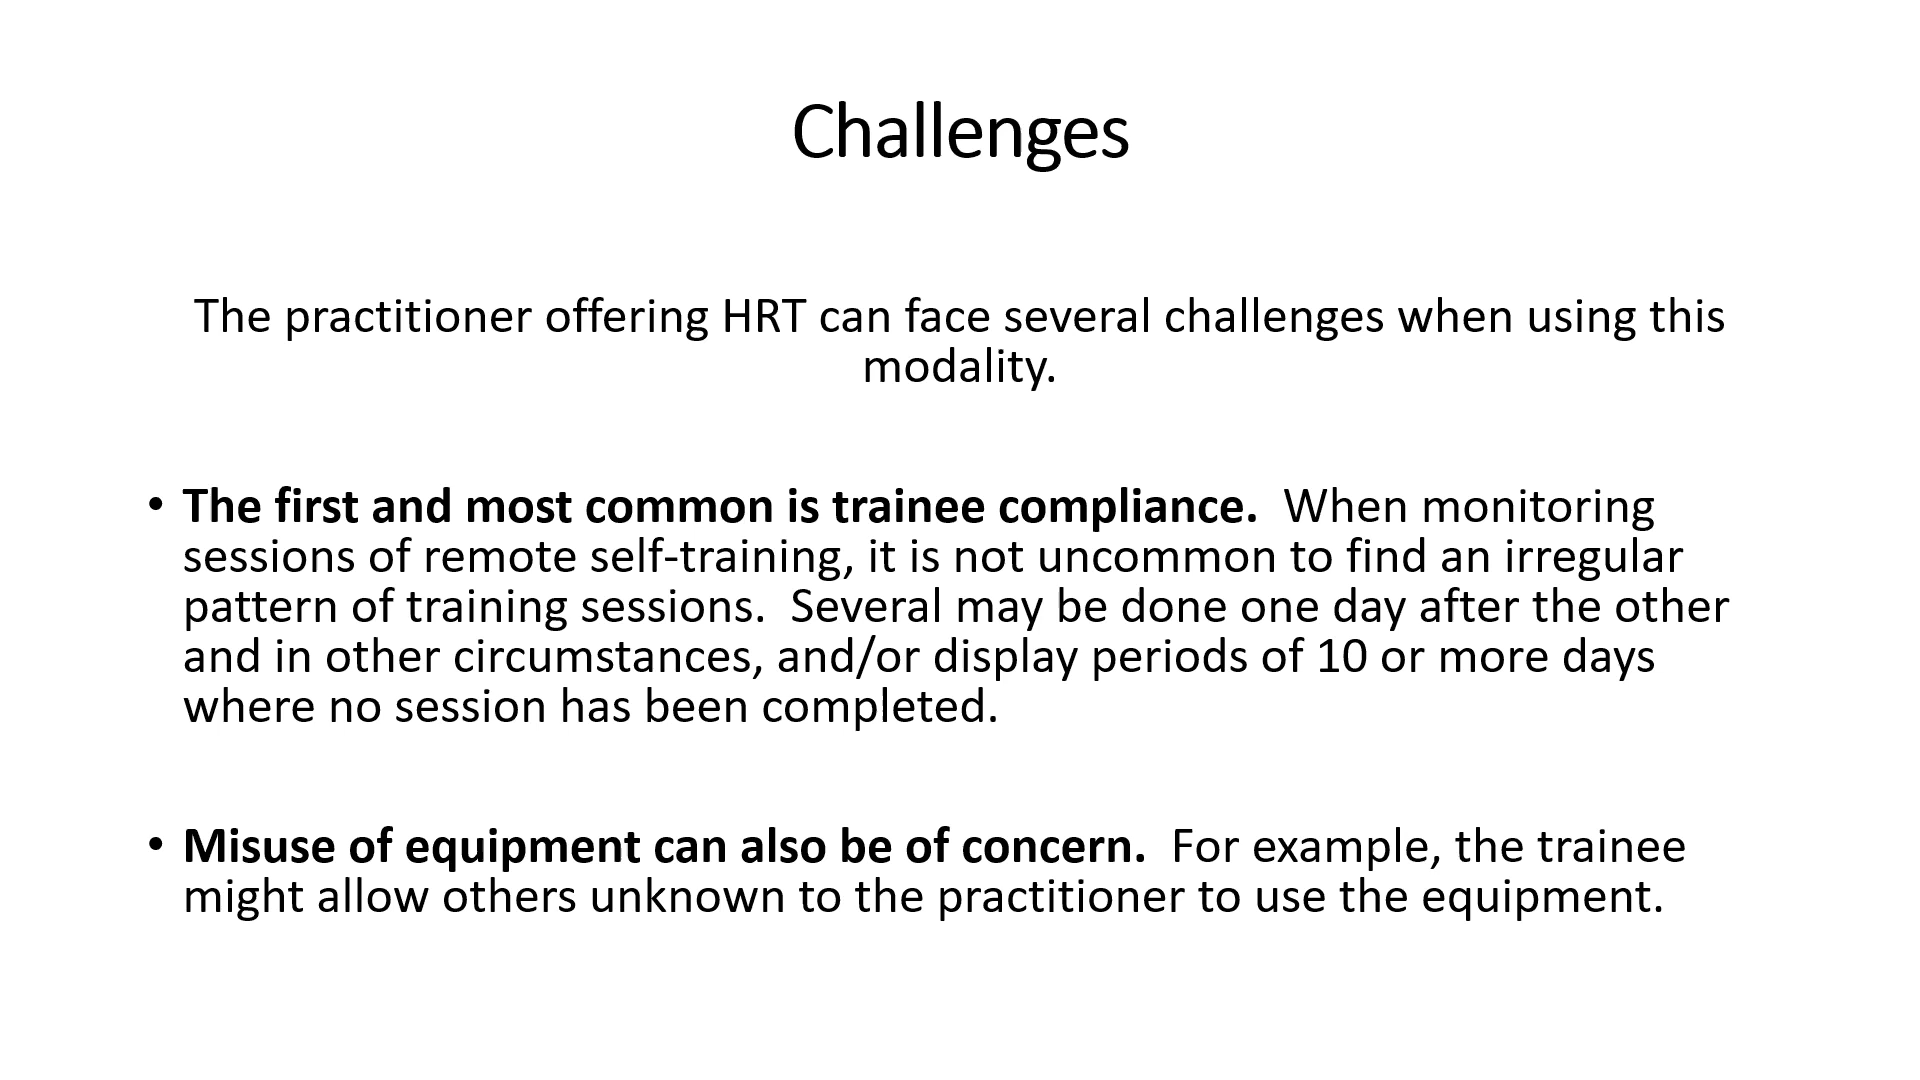 Challenges
The practitioner offering HRT can face several challenges when using this
modality.
• The first and most common is trainee compliance.  When monitoring
sessions of remote self-training, it is not uncommon to find an irregular
pattern of training sessions.  Several may be done one day after the other
and in other circumstances, and/or display periods of 10 or more days
where no session has been completed.
• Misuse of equipment can also be of concern.  For example, the trainee
might allow others unknown to the practitioner to use the equipment.